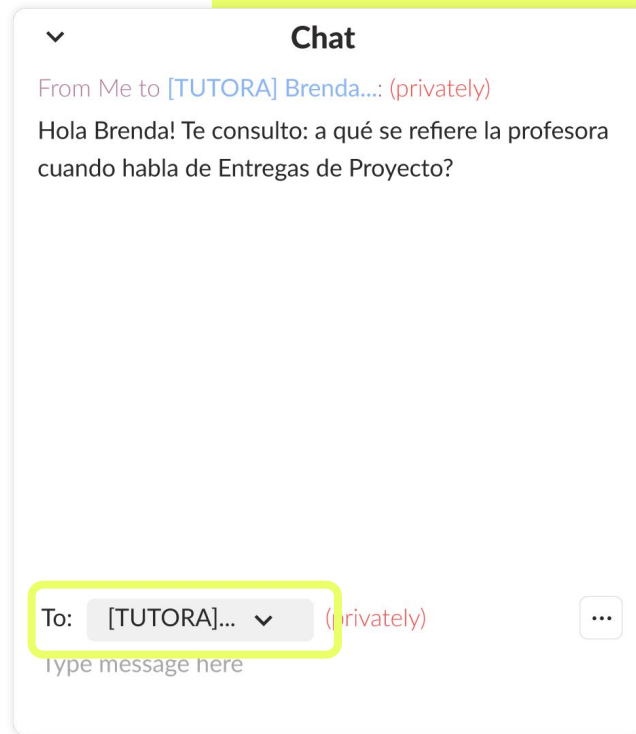 Chat
From Me to [TUTORA] Brenda...: (privately)
Hola Brenda! Te consulto: a qué se refiere la profesora
cuando habla de Entregas de Proyecto?
To: [TUTORA]... (privately)
Type message here